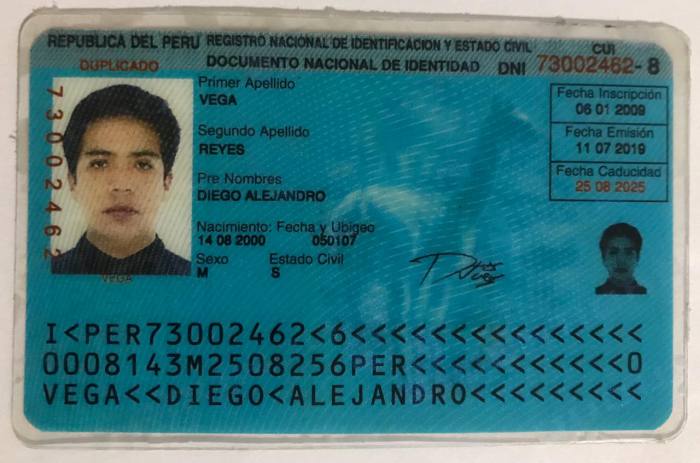 REPUBLICA DEL PERU REGISTRO NACIONAL DE IDENTIFICACION Y ESTADO CIVIL
CUI
DUPLICADO
DOCUMENTO NACIONAL DE IDENTIDAD DNI 73002462-8
73002462
Primer Apellido
VEGA
Segundo Apellido
REYES
Pre Nombres
DIEGO ALEJANDRO
Nacimiento: Fecha y Ubigeo
14 08 2000 050107
Sexo Estado Civil
M S
Fecha Inscripción
06 01 2009
Fecha Emisión
11 07 2019
Fecha Caducidad
25 08 2025
VEGA
I<PER73002462<6<<<<<<<<<<<<<<<
0008143M2508256PER<<<<<<<<<<<0
VEGA<<DIEGO<ALEJANDRO<<<<<<<<<